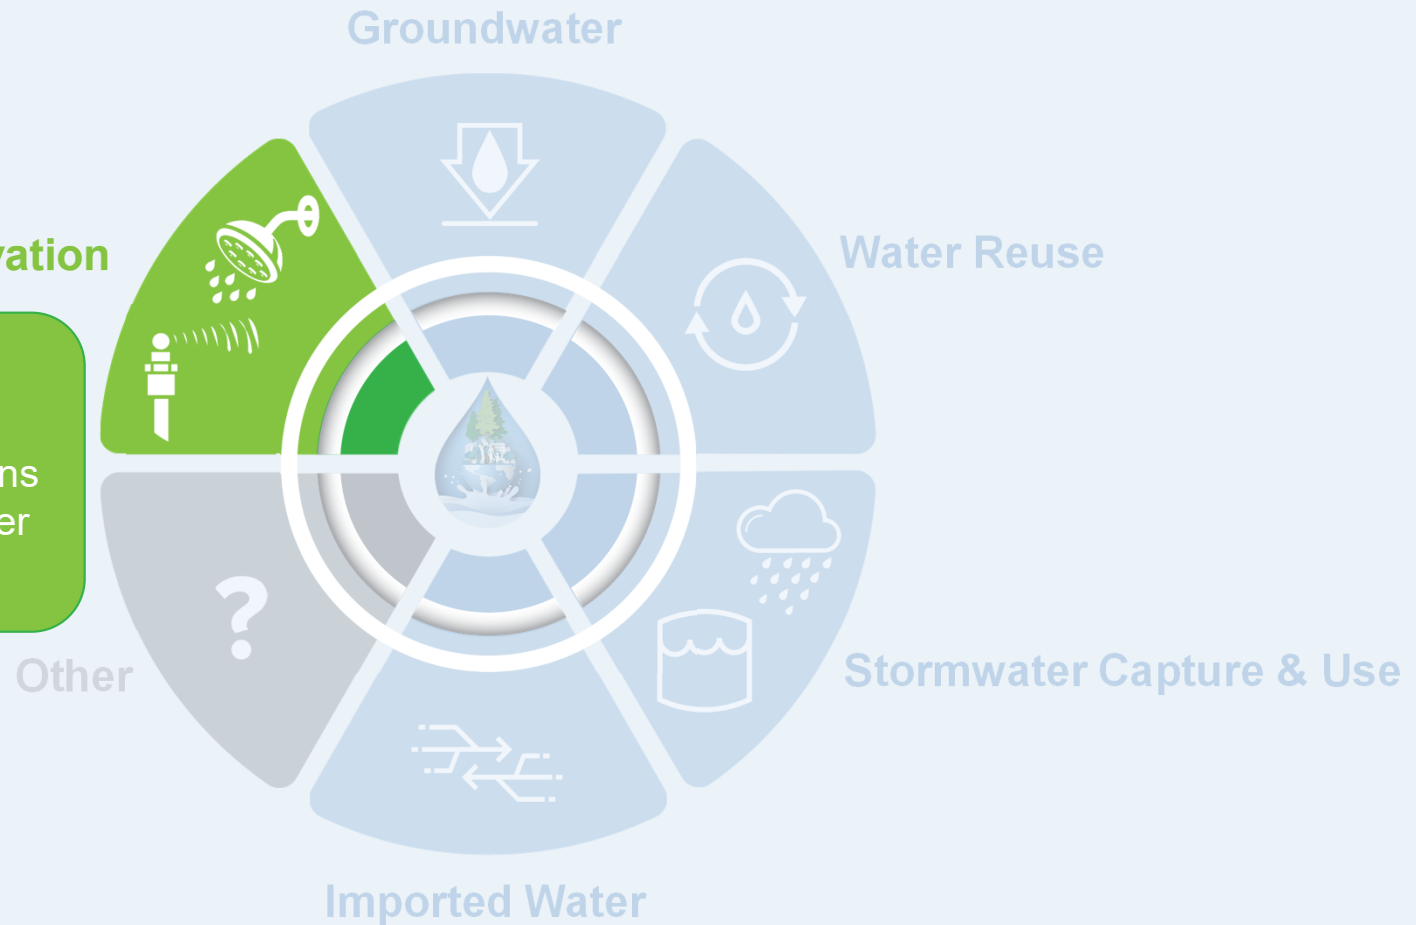 Groundwater
vation
Water Reuse
ns
er
?
Other
Stormwater Capture & Use
Imported Water